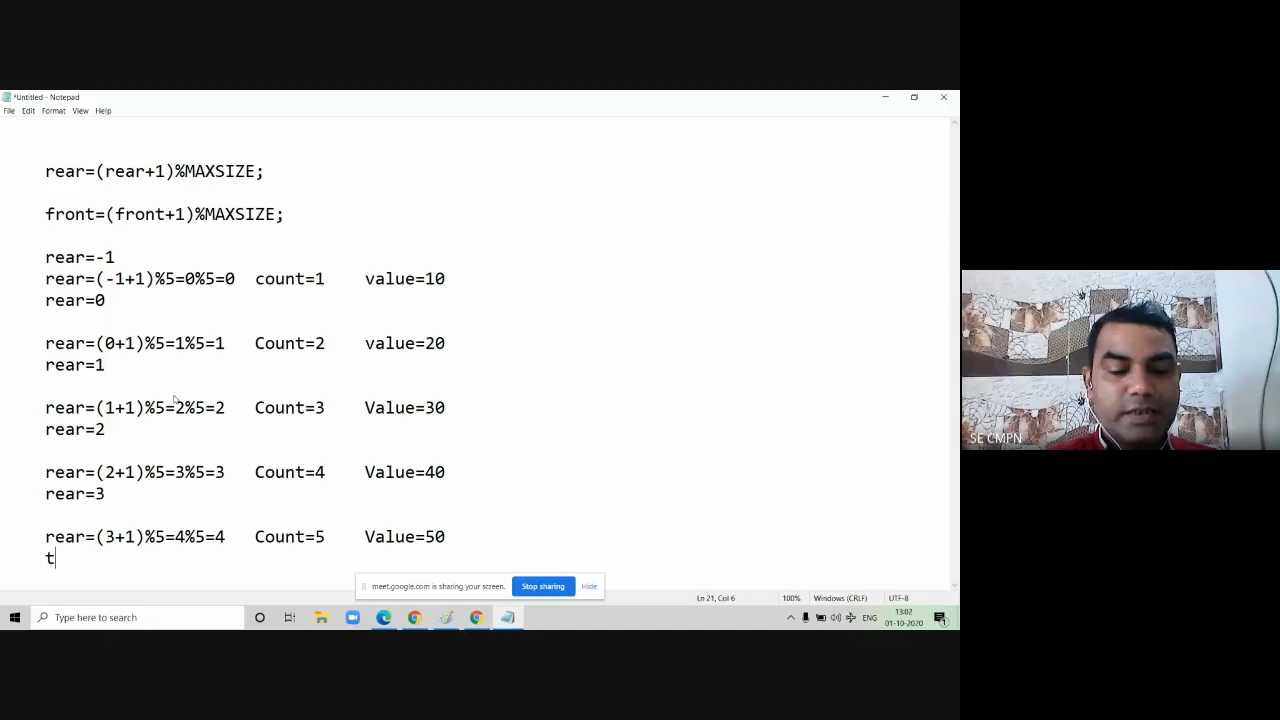 *Untitled - Notepad
File Edit Format View Help
rear=(rear+1)%MAXSIZE;
front=(front+1)%MAXSIZE;
rear=-1
rear=(-1+1)%5=0%5=0 count=1 value=10
rear=0
rear=(0+1)%5=1%5=1 Count=2 value=20
rear=1
rear=(1+1)%5=2%5=2 Count=3 Value=30
rear=2
rear=(2+1)%5=3%5=3 Count=4 Value=40
rear=3
rear=(3+1)%5=4%5=4 Count=5 Value=50
t
meet.google.com is sharing your screen. Stop sharing Hide
Ln 21, Col 6 100% Windows (CRLF) UTF-8
Type here to search
ENG
13:02
01-10-2020
SE CMPN